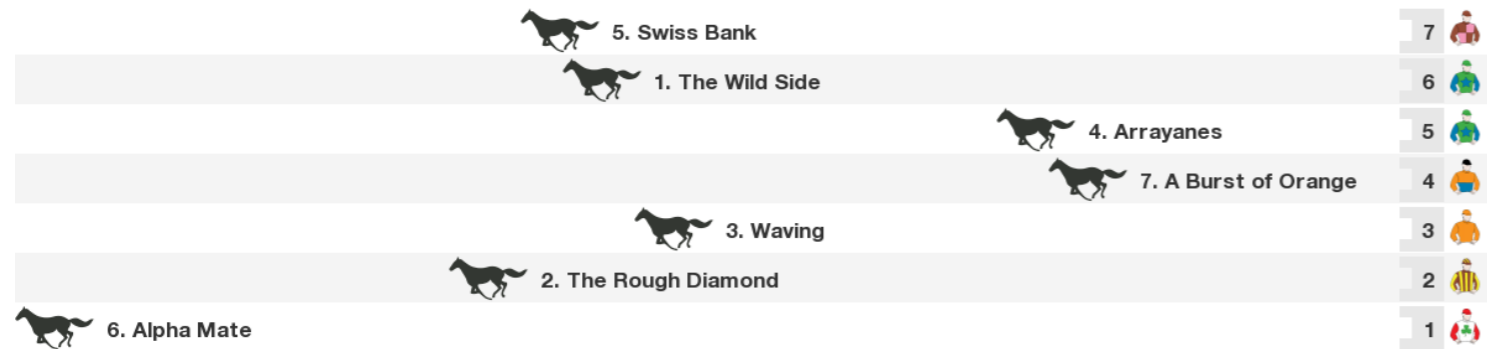 5. Swiss Bank 7
1. The Wild Side 6
4. Arrayanes 5
7. A Burst of Orange 4
3. Waving 3
2. The Rough Diamond 2
6. Alpha Mate 1